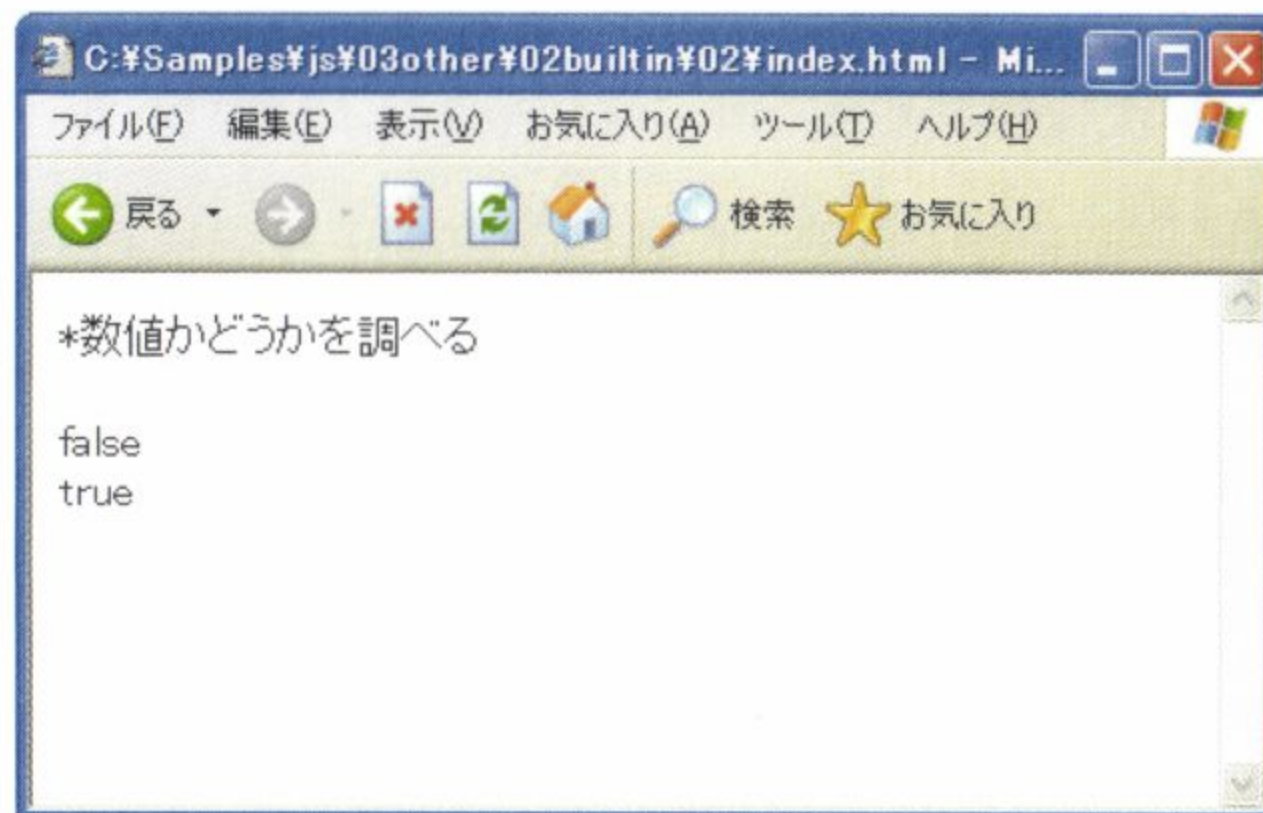 C:¥Samples¥js¥03other¥02builtin¥02¥index.html - Mi...
ファイル(F) 編集(E) 表示(V) お気に入り(A) ツール(T) ヘルプ(H)
戻る 検索 お気に入り
*数値かどうかを調べる
false
true